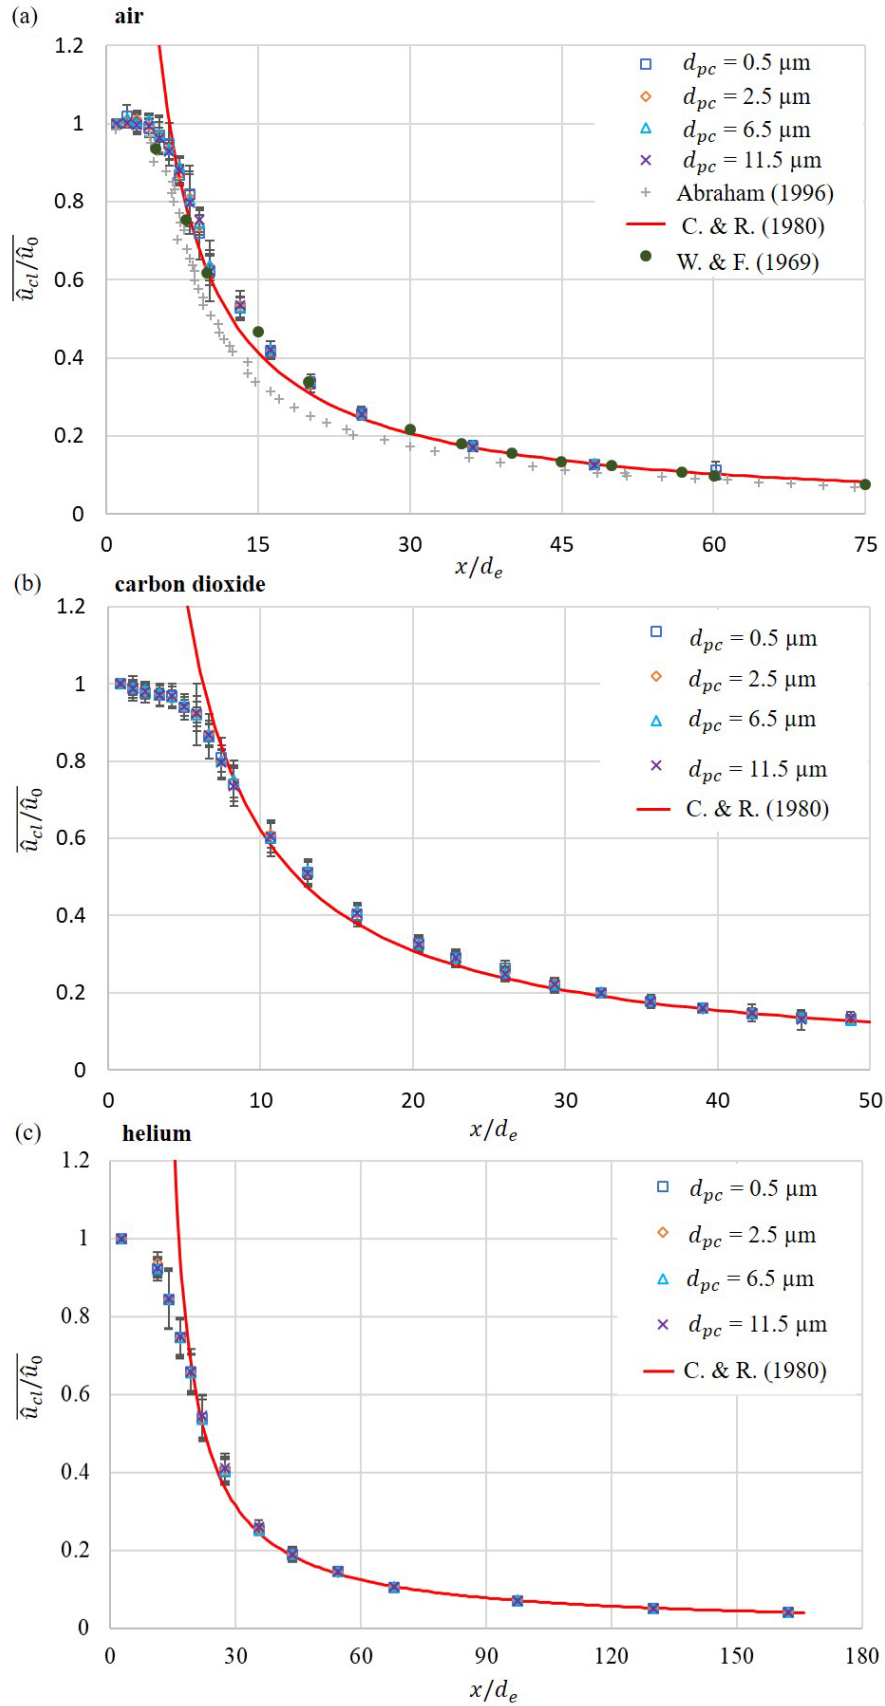 (a) air
1.2
1
0.8
0.6
0.4
0.2
0
0 15 30 45 60 75
x/dₑ
û_cl/û₀
d_pc = 0.5 µm
d_pc = 2.5 µm
d_pc = 6.5 µm
d_pc = 11.5 µm
Abraham (1996)
C. & R. (1980)
W. & F. (1969)
(b) carbon dioxide
1.2
1
0.8
0.6
0.4
0.2
0
0 10 20 30 40 50
x/dₑ
û_cl/û₀
d_pc = 0.5 µm
d_pc = 2.5 µm
d_pc = 6.5 µm
d_pc = 11.5 µm
C. & R. (1980)
(c) helium
1.2
1
0.8
0.6
0.4
0.2
0
0 30 60 90 120 150 180
x/dₑ
û_cl/û₀
d_pc = 0.5 µm
d_pc = 2.5 µm
d_pc = 6.5 µm
d_pc = 11.5 µm
C. & R. (1980)